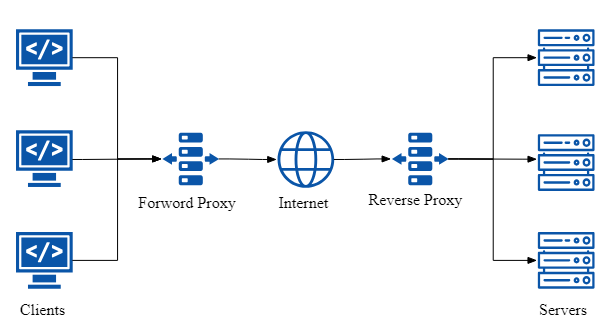 </>
</>
</>
Forword Proxy
Internet
Reverse Proxy
Clients
Servers